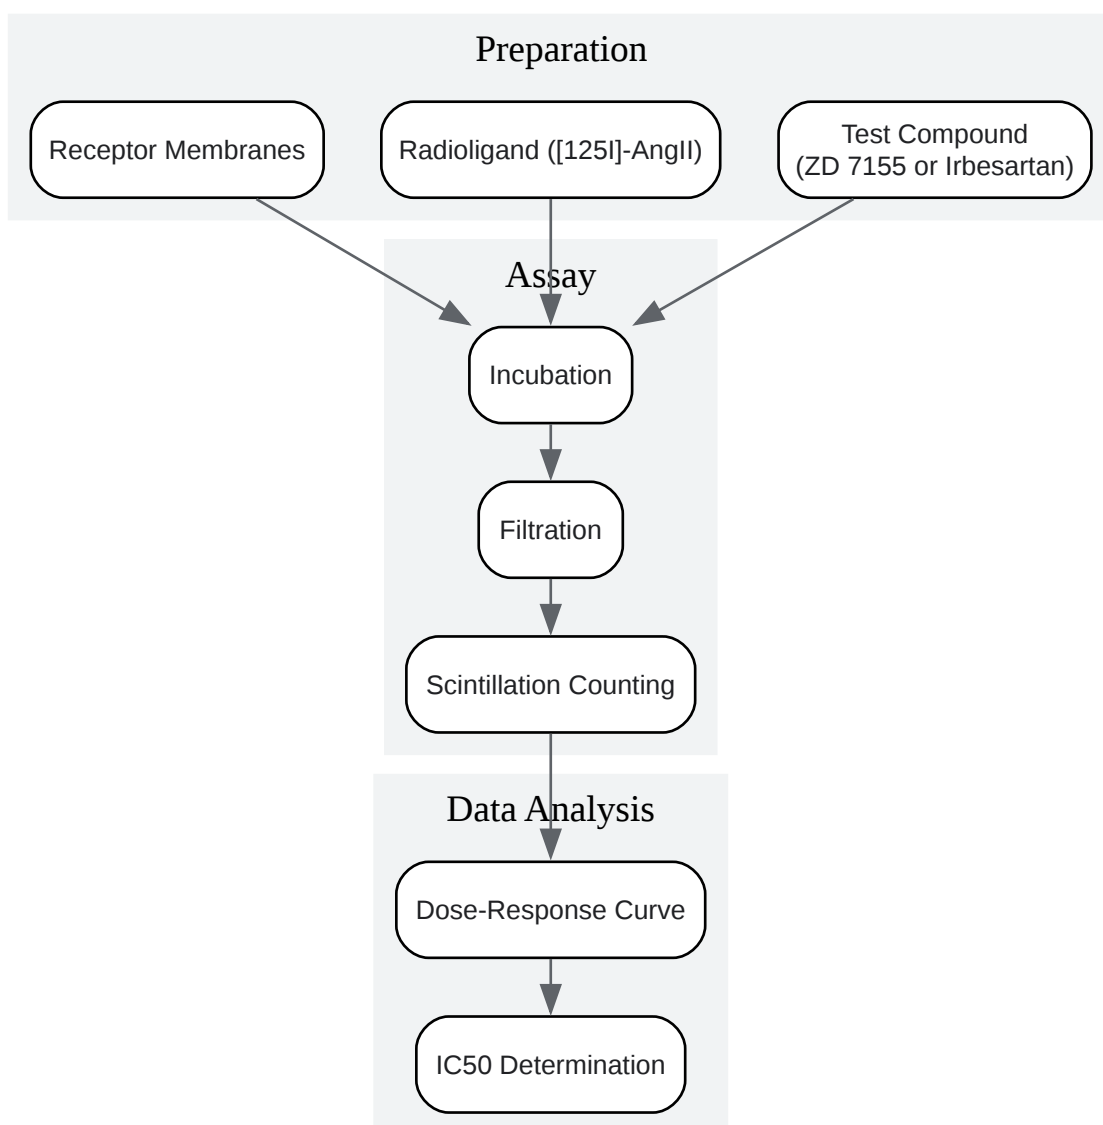 Preparation
Receptor Membranes
Radioligand ([125I]-AngII)
Test Compound
(ZD 7155 or Irbesartan)
Assay
Incubation
Filtration
Scintillation Counting
Data Analysis
Dose-Response Curve
IC50 Determination